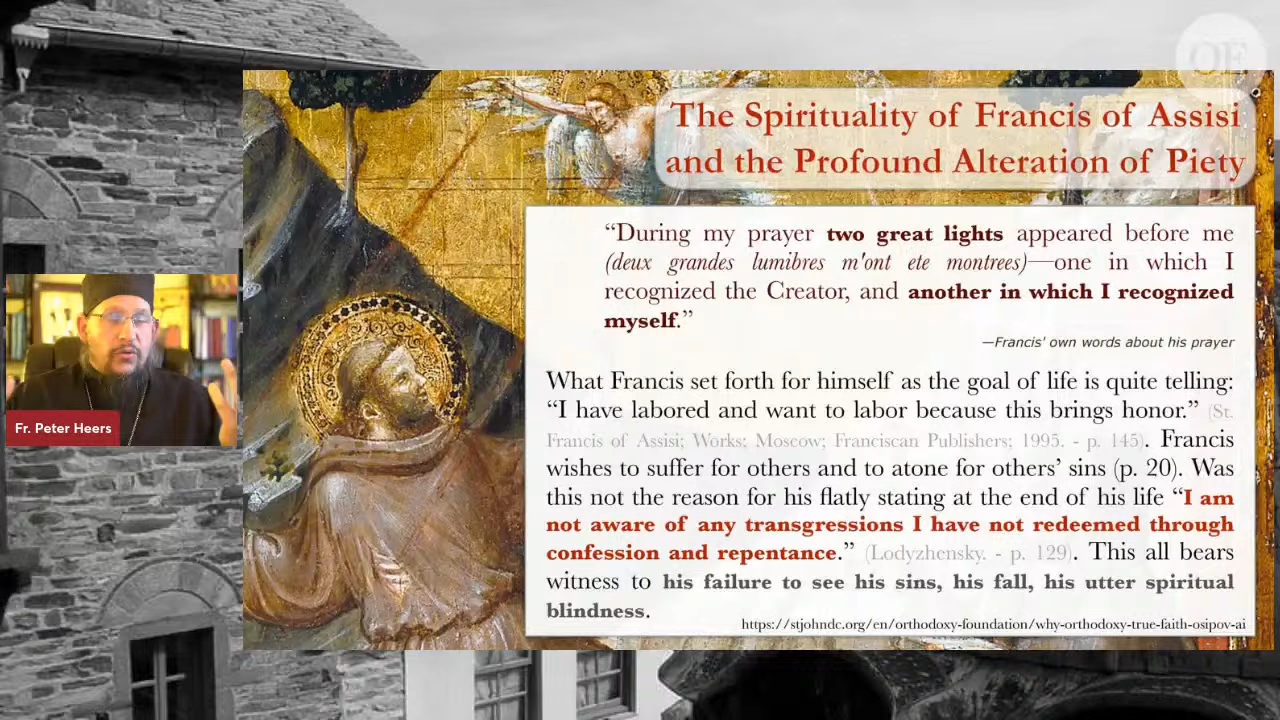 OF
The Spirituality of Francis of Assisi
and the Profound Alteration of Piety
“During my prayer two great lights appeared before me
(deux grandes lumibres m'ont ete montrees)—one in which I
recognized the Creator, and another in which I recognized
myself.”
—Francis' own words about his prayer
What Francis set forth for himself as the goal of life is quite telling:
“I have labored and want to labor because this brings honor.” (St.
Francis of Assisi; Works; Moscow; Franciscan Publishers; 1995. - p. 145). Francis
wishes to suffer for others and to atone for others’ sins (p. 20). Was
this not the reason for his flatly stating at the end of his life “I am
not aware of any transgressions I have not redeemed through
confession and repentance.” (Lodyzhensky. - p. 129). This all bears
witness to his failure to see his sins, his fall, his utter spiritual
blindness.
https://stjohndc.org/en/orthodoxy-foundation/why-orthodoxy-true-faith-osipov-ai
Fr. Peter Heers